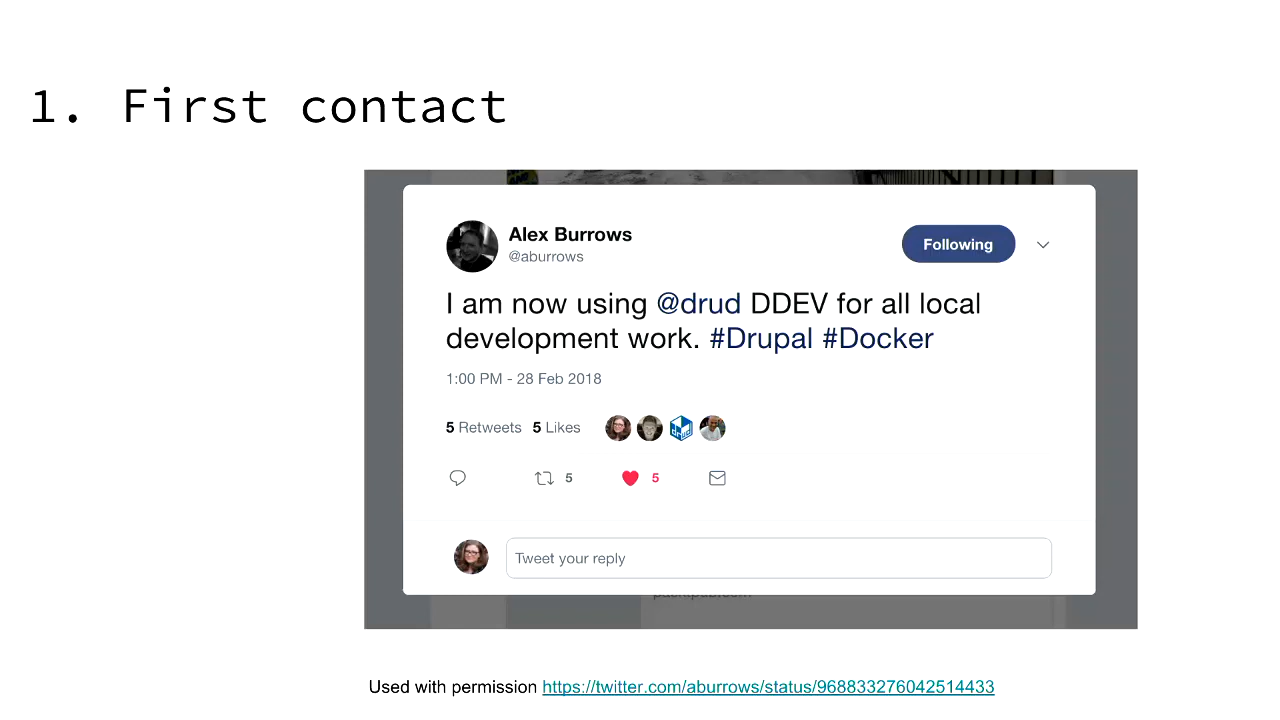 1. First contact
Alex Burrows
@aburrows
Following
I am now using @drud DDEV for all local
development work. #Drupal #Docker
1:00 PM - 28 Feb 2018
5 Retweets 5 Likes
drud
5 5
Tweet your reply
Used with permission https://twitter.com/aburrows/status/968833276042514433